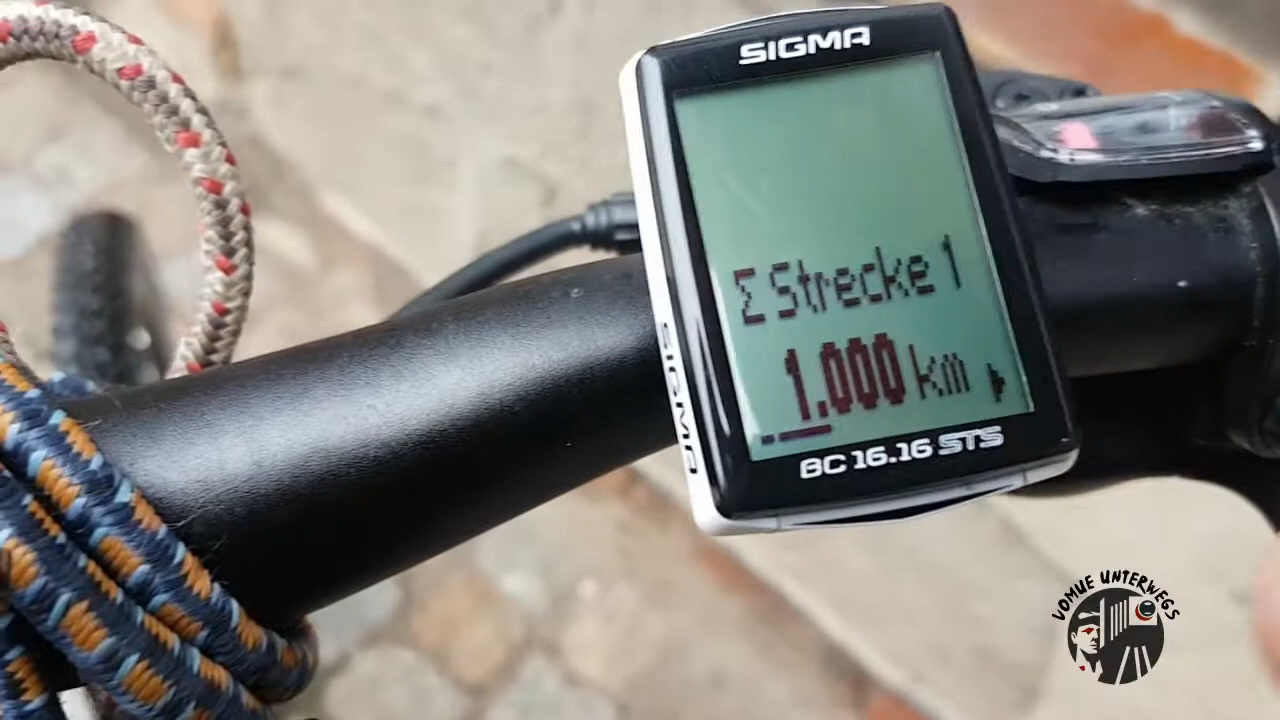 SIGMA
Σ Strecke 1
1.000 km
BC 16.16 STS
SIGMA
VOMUE UNTERWEGS